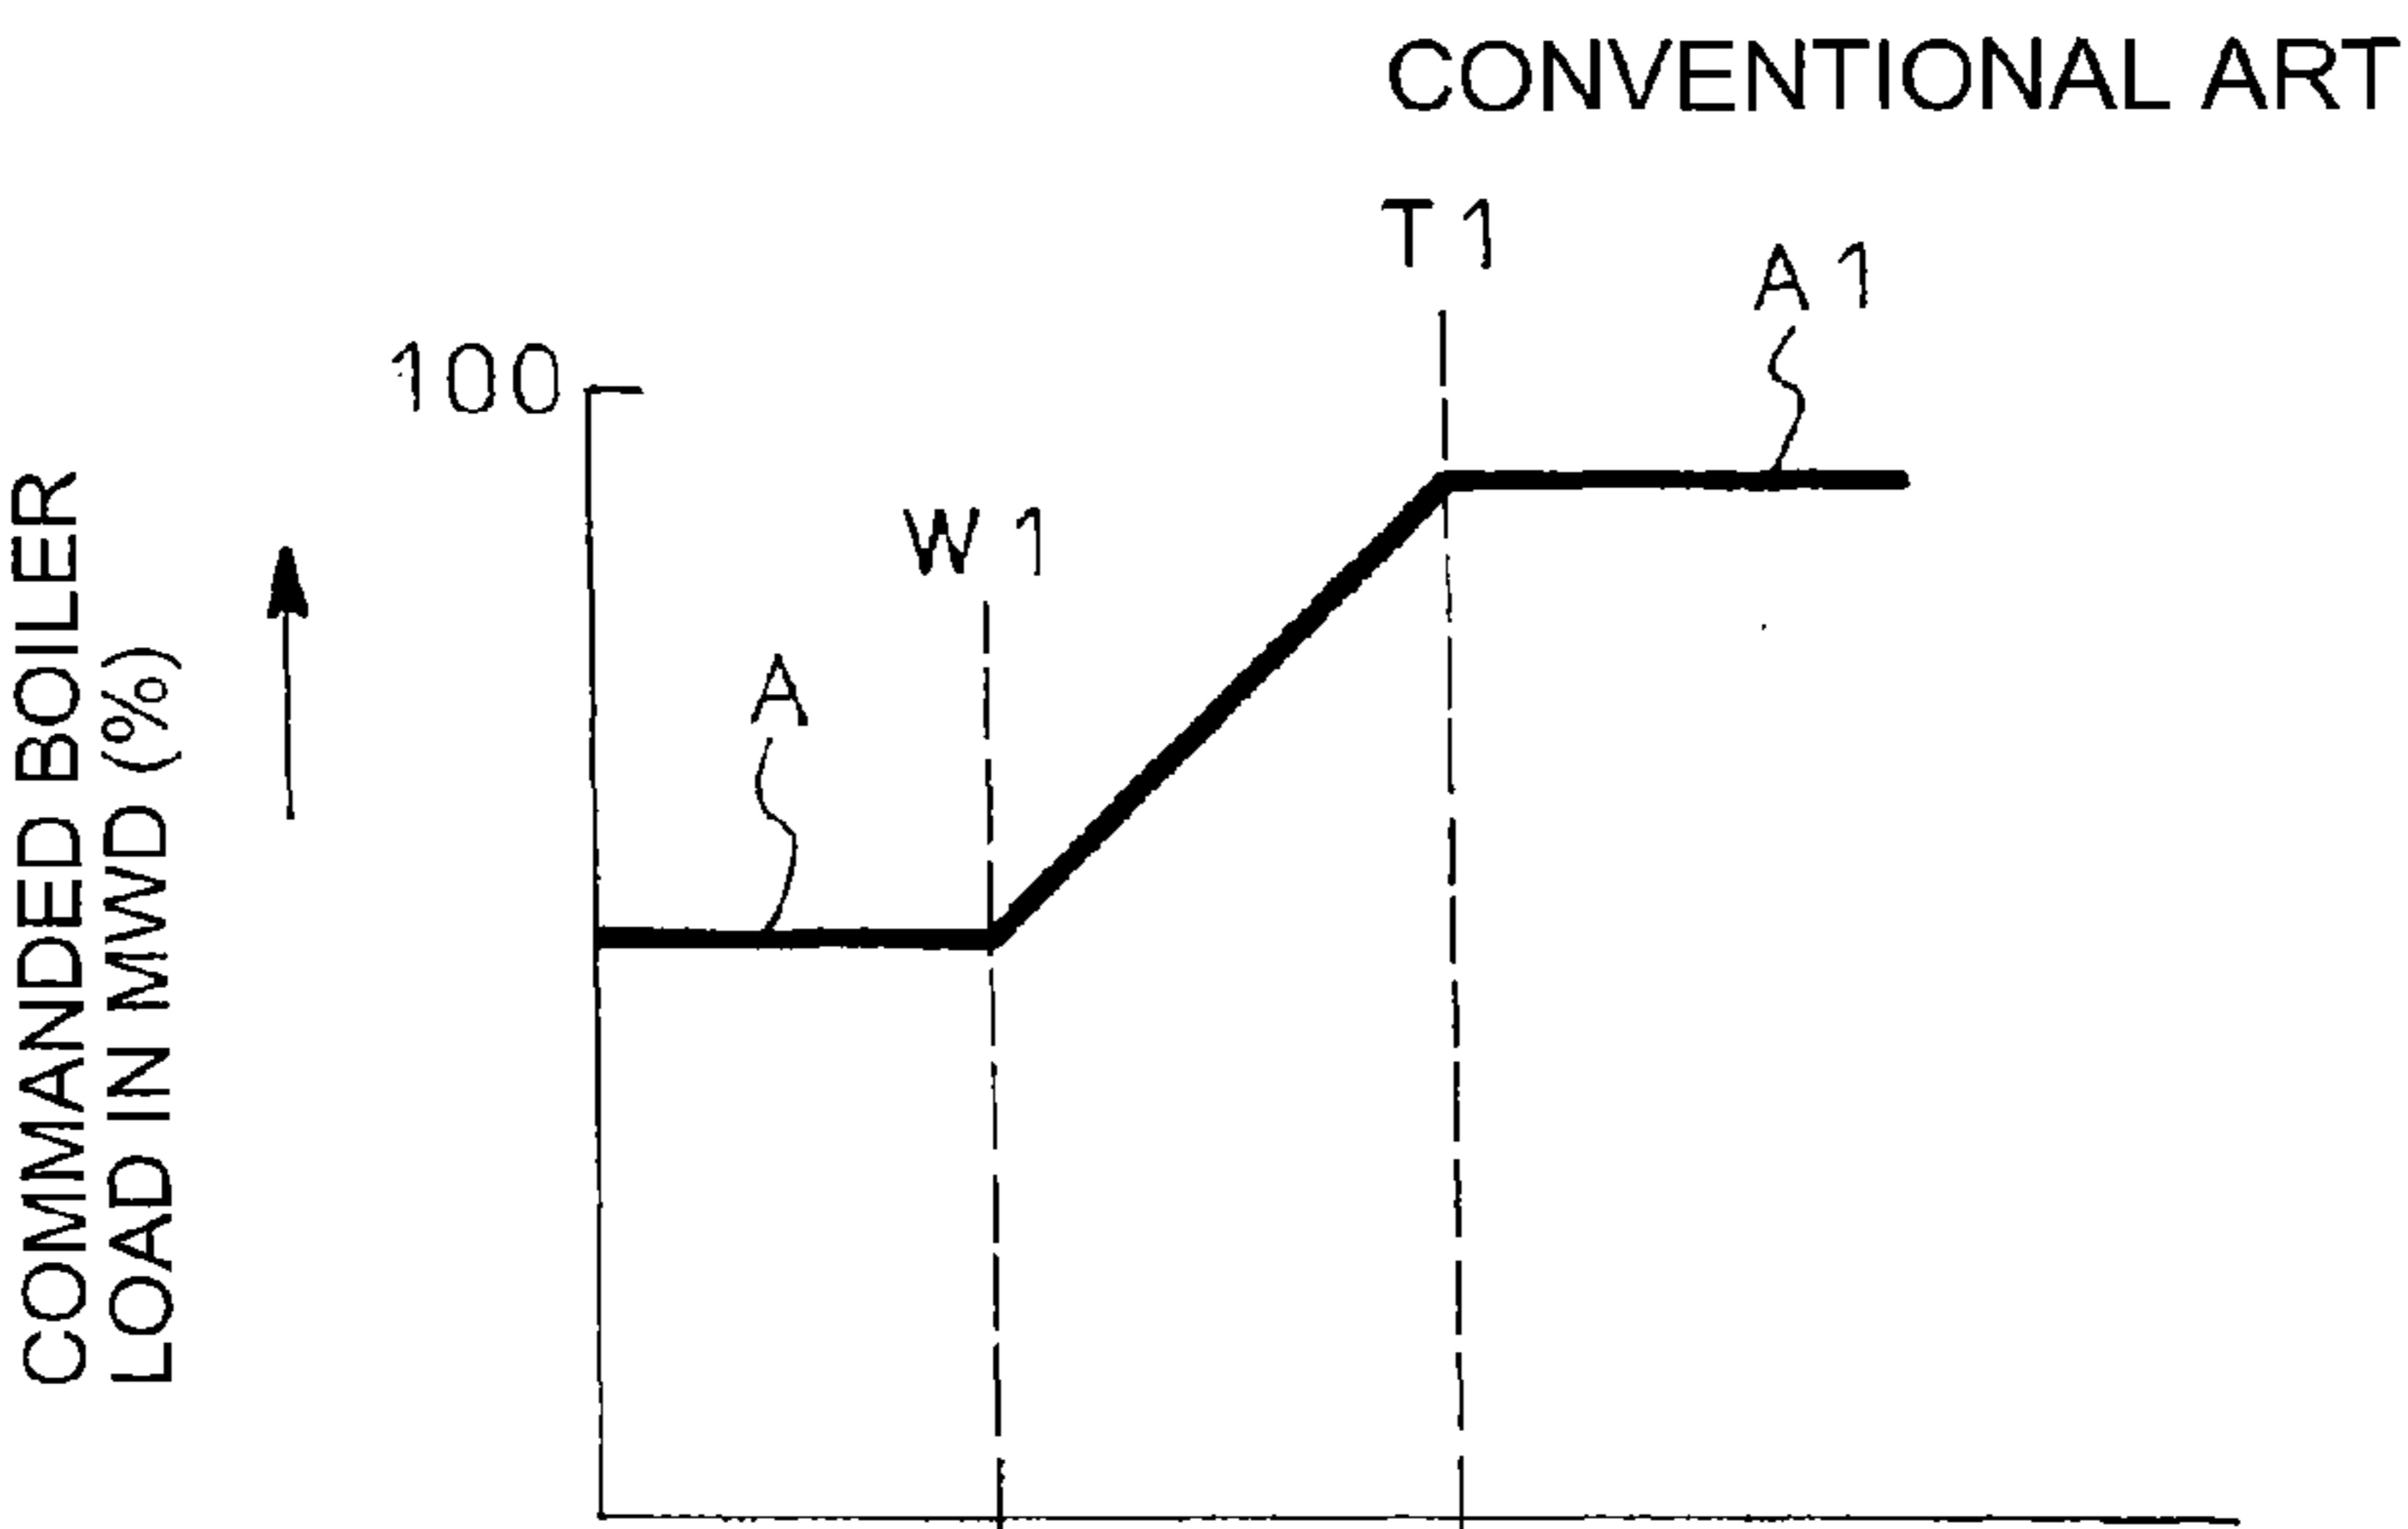 CONVENTIONAL ART
T1
A1
100
W1
A
COMMANDED BOILER
LOAD IN MWD (%)